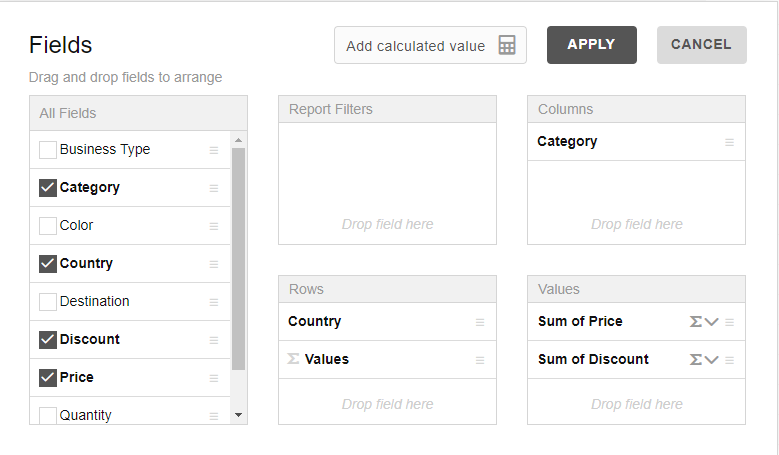 Fields
Add calculated value
APPLY
CANCEL
Drag and drop fields to arrange
All Fields
Business Type
Category
Color
Country
Destination
Discount
Price
Quantity
Report Filters
Drop field here
Columns
Category
Drop field here
Rows
Country
Σ Values
Drop field here
Values
Sum of Price Σ
Sum of Discount Σ
Drop field here